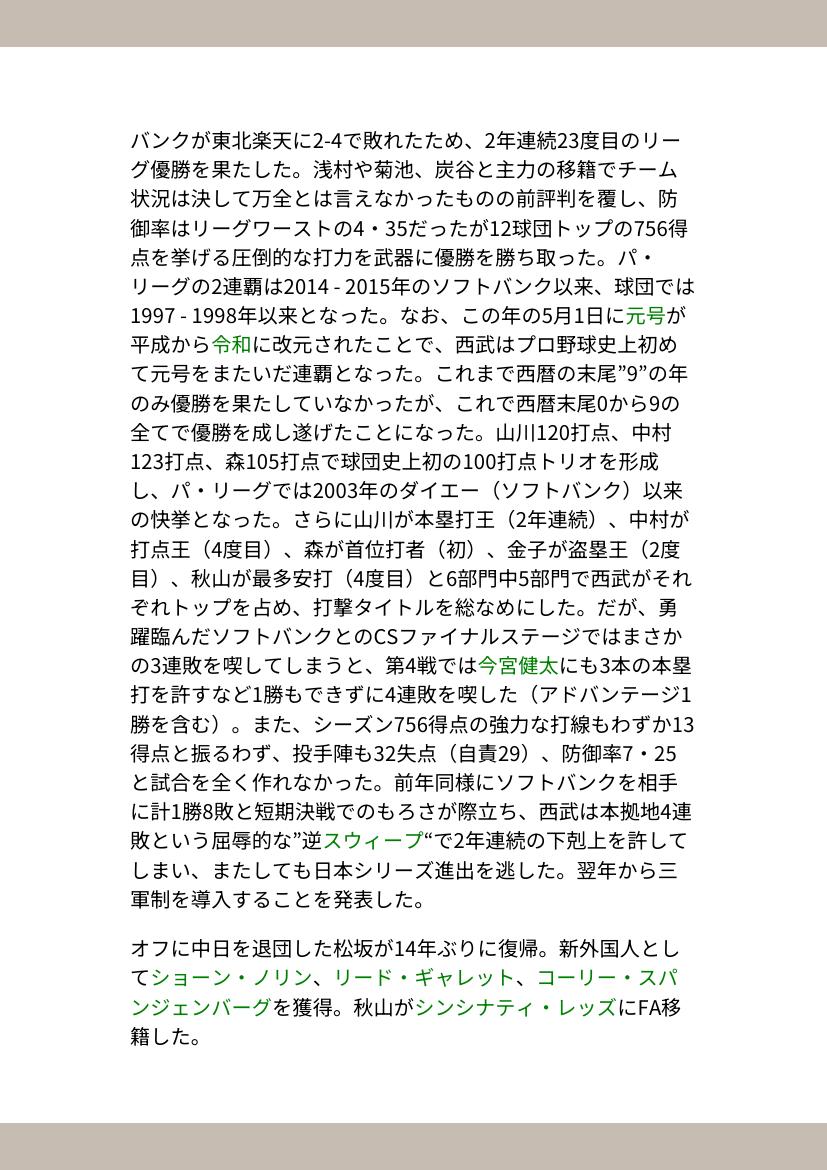 バンクが東北楽天に2-4で敗れたため、2年連続23度目のリー
グ優勝を果たした。浅村や菊池、炭谷と主力の移籍でチーム
状況は決して万全とは言えなかったものの前評判を覆し、防
御率はリーグワーストの4・35だったが12球団トップの756得
点を挙げる圧倒的な打力を武器に優勝を勝ち取った。パ・
リーグの2連覇は2014 - 2015年のソフトバンク以来、球団では
1997 - 1998年以来となった。なお、この年の5月1日に元号が
平成から令和に改元されたことで、西武はプロ野球史上初め
て元号をまたいだ連覇となった。これまで西暦の末尾”9”の年
のみ優勝を果たしていなかったが、これで西暦末尾0から9の
全てで優勝を成し遂げたことになった。山川120打点、中村
123打点、森105打点で球団史上初の100打点トリオを形成
し、パ・リーグでは2003年のダイエー（ソフトバンク）以来
の快挙となった。さらに山川が本塁打王（2年連続）、中村が
打点王（4度目）、森が首位打者（初）、金子が盗塁王（2度
目）、秋山が最多安打（4度目）と6部門中5部門で西武がそれ
ぞれトップを占め、打撃タイトルを総なめにした。だが、勇
躍臨んだソフトバンクとのCSファイナルステージではまさか
の3連敗を喫してしまうと、第4戦では今宮健太にも3本の本塁
打を許すなど1勝もできずに4連敗を喫した（アドバンテージ1
勝を含む）。また、シーズン756得点の強力な打線もわずか13
得点と振るわず、投手陣も32失点（自責29）、防御率7・25
と試合を全く作れなかった。前年同様にソフトバンクを相手
に計1勝8敗と短期決戦でのもろさが際立ち、西武は本拠地4連
敗という屈辱的な”逆スウィープ“で2年連続の下剋上を許して
しまい、またしても日本シリーズ進出を逃した。翌年から三
軍制を導入することを発表した。
オフに中日を退団した松坂が14年ぶりに復帰。新外国人とし
てショーン・ノリン、リード・ギャレット、コーリー・スパ
ンジェンバーグを獲得。秋山がシンシナティ・レッズにFA移
籍した。